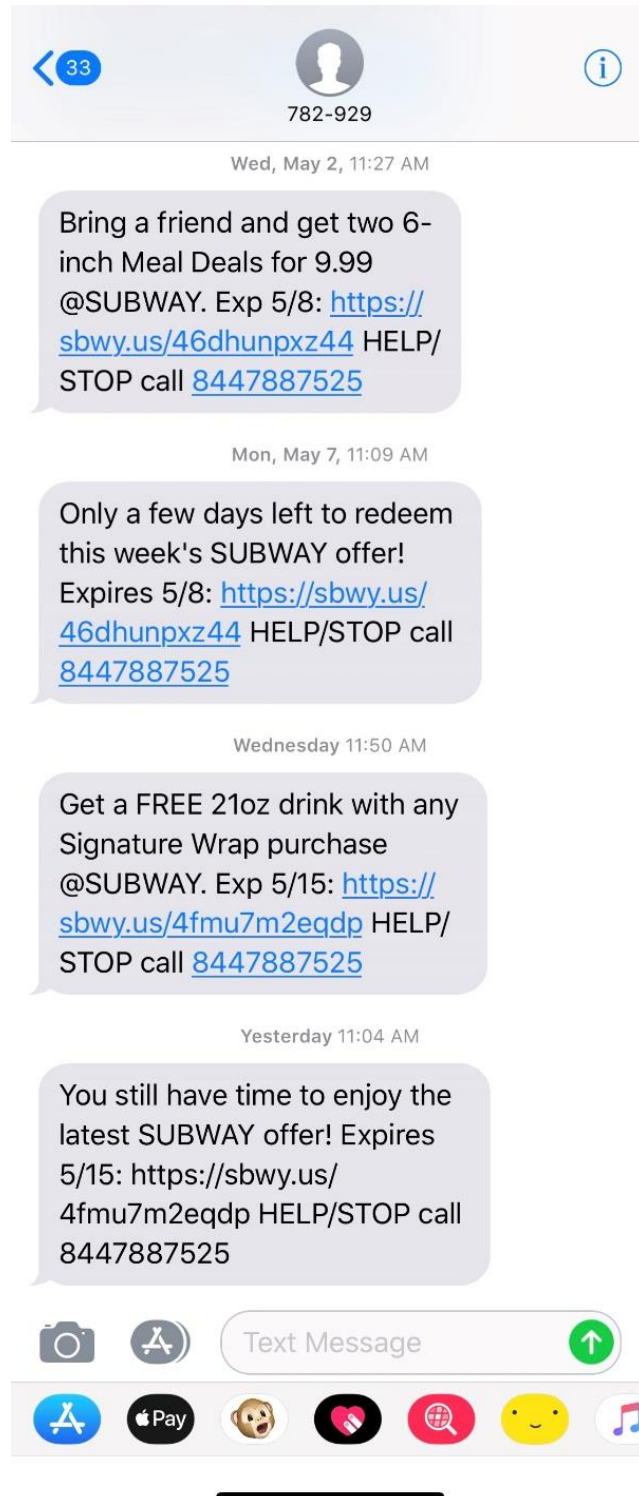 33
782-929
Wed, May 2, 11:27 AM
Bring a friend and get two 6-
inch Meal Deals for 9.99
@SUBWAY. Exp 5/8: https://
sbwy.us/46dhunpxz44 HELP/
STOP call 8447887525
Mon, May 7, 11:09 AM
Only a few days left to redeem
this week's SUBWAY offer!
Expires 5/8: https://sbwy.us/
46dhunpxz44 HELP/STOP call
8447887525
Wednesday 11:50 AM
Get a FREE 21oz drink with any
Signature Wrap purchase
@SUBWAY. Exp 5/15: https://
sbwy.us/4fmu7m2eqdp HELP/
STOP call 8447887525
Yesterday 11:04 AM
You still have time to enjoy the
latest SUBWAY offer! Expires
5/15: https://sbwy.us/
4fmu7m2eqdp HELP/STOP call
8447887525
Text Message
Pay